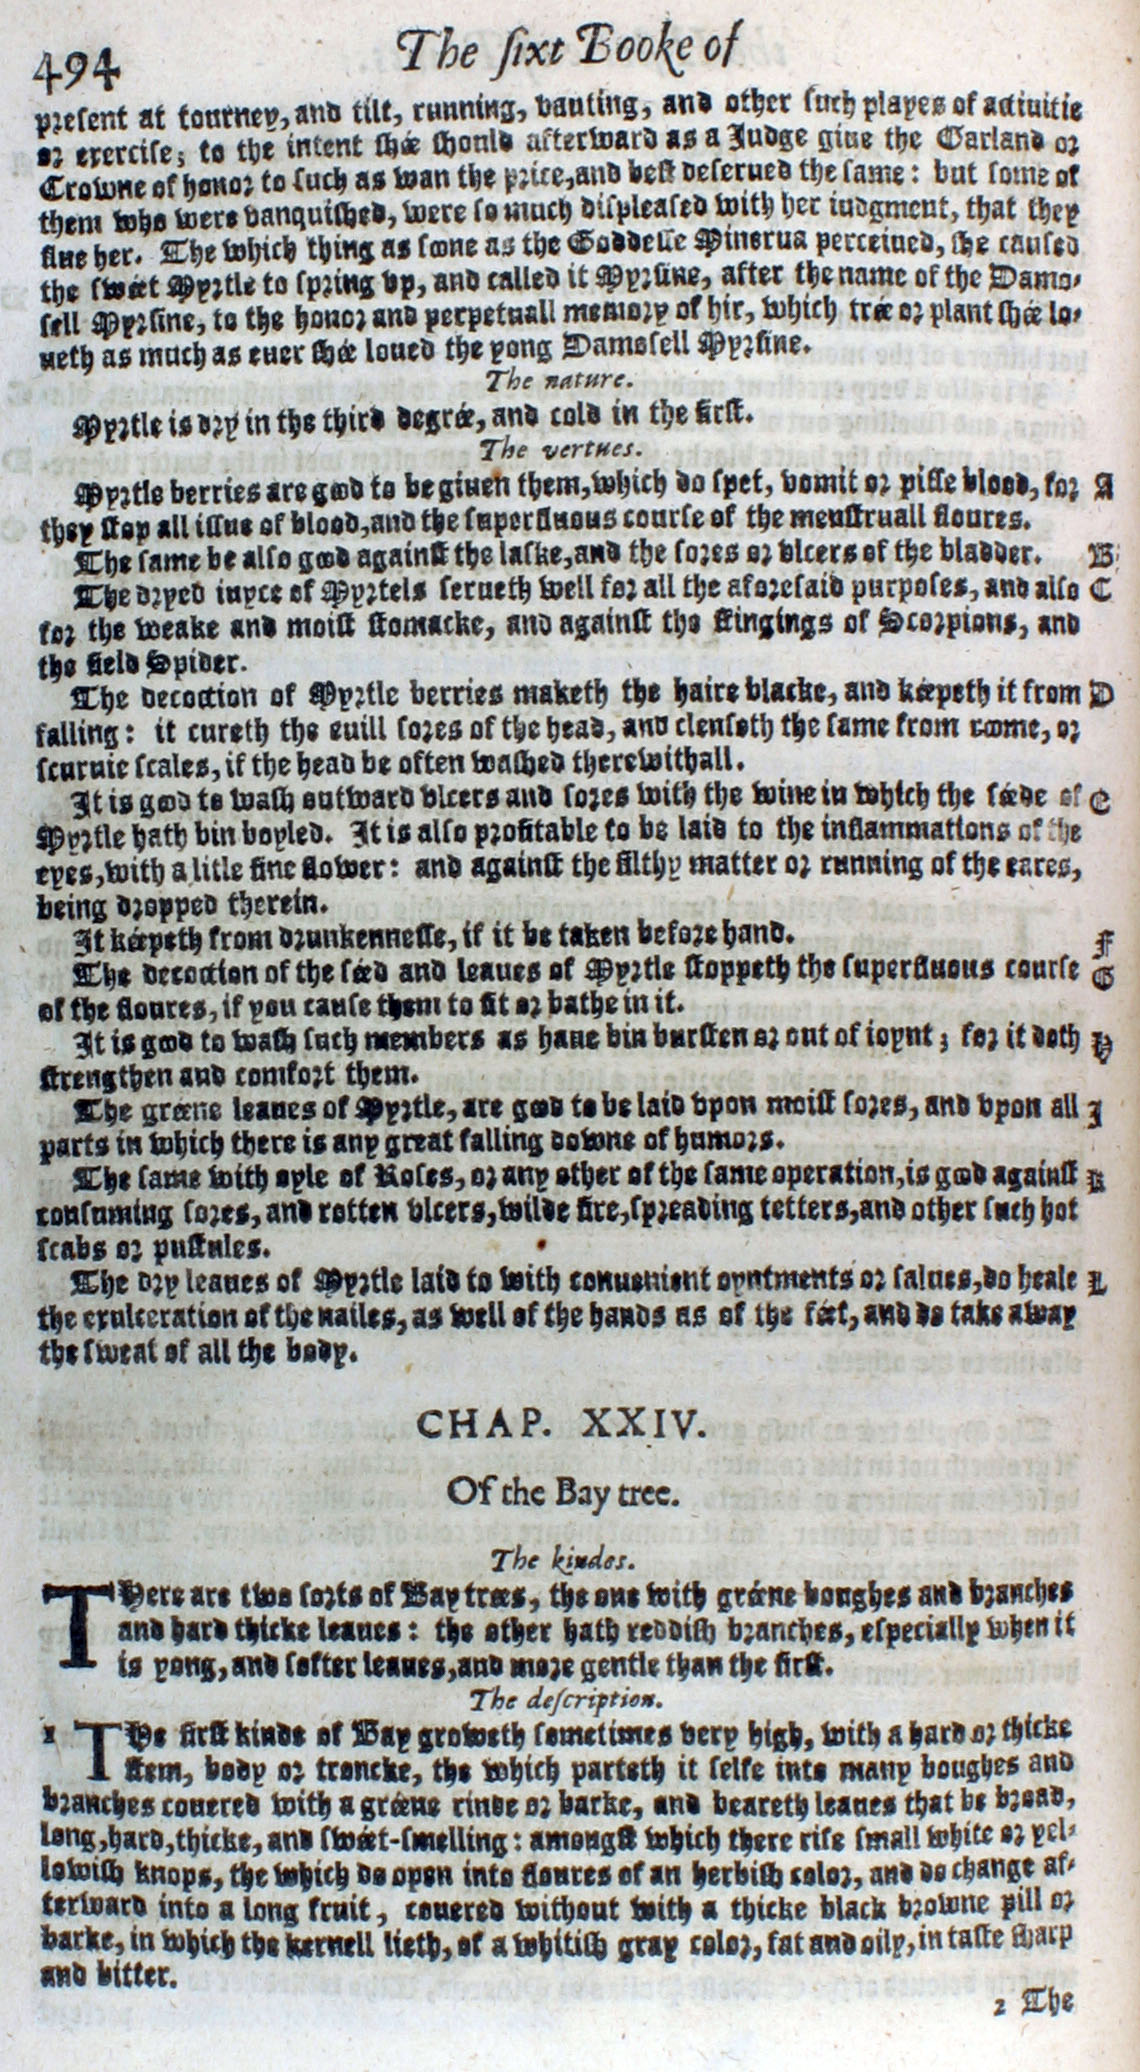 494 The ſixt Booke of
preſent at tourney, and tilt, running, vauting, and other ſuch playes of actiuitie
or exerciſe; to the intent ſhée ſhould afterward as a Judge giue the Garland or
Crowne of honor to ſuch as wan the price, and beſt deſerued the ſame: but ſome of
them who were vanquiſhed, were ſo much diſpleaſed with her iudgment, that they
ſlue her. The which thing as ſoone as the Goddeſſe Minerua perceiued, ſhe cauſed
the ſwéet Myrtle to ſpring vp, and called it Myrſine, after the name of the Damo-
ſell Myrſine, to the honor and perpetuall memory of hir, which trée or plant ſhée lo-
ueth as much as euer ſhée loued the yong Damoſell Myrſine.
The nature.
Myrtle is dry in the third degrée, and cold in the firſt.
The vertues.
Myrtle berries are good to be giuen them, which do ſpet, vomit or piſſe blood, for A
they ſtop all iſſue of blood, and the ſuperfluous courſe of the menſtruall floures.
The ſame be alſo good againſt the laſke, and the ſores or vlcers of the bladder. B
The dryed iuyce of Myrtels ſerueth well for all the aforeſaid purpoſes, and alſo C
for the weake and moiſt ſtomacke, and againſt the ſtingings of Scorpions, and
the field Spider.
The decoction of Myrtle berries maketh the haire blacke, and kéepeth it from D
falling: it cureth the euill ſores of the head, and clenſeth the ſame from roome, or
ſcuruie ſcales, if the head be often waſhed therewithall.
It is good to waſh outward vlcers and ſores with the wine in which the ſéede of E
Myrtle hath bin boyled. It is alſo profitable to be laid to the inflammations of the
eyes, with a litle fine flower: and againſt the filthy matter or running of the eares,
being dropped therein.
It kéepeth from drunkenneſſe, if it be taken before hand. F
The decoction of the ſéed and leaues of Myrtle ſtoppeth the ſuperfluous courſe G
of the floures, if you cauſe them to ſit or bathe in it.
It is good to waſh ſuch members as haue bin burſten or out of ioynt; for it doth H
ſtrengthen and comfort them.
The gréene leaues of Myrtle, are good to be laid vpon moiſt ſores, and vpon all I
parts in which there is any great falling downe of humors.
The ſame with oyle of Roſes, or any other of the ſame operation, is good againſt K
conſuming ſores, and rotten vlcers, wilde fire, ſpreading tetters, and other ſuch hot
ſcabs or puſtules.
The dry leaues of Myrtle laid to with conuenient oyntments or ſalues, do heale L
the exulceration of the nailes, as well of the hands as of the féet, and do take away
the ſweat of all the body.
CHAP. XXIV.
Of the Bay tree.
The kindes.
THere are two ſorts of Bay trées, the one with gréene boughes and branches
and hard thicke leaues: the other hath reddiſh branches, eſpecially when it
is yong, and ſofter leaues, and more gentle than the firſt.
The deſcription.
1 THe firſt kinde of Bay groweth ſometimes very high, with a hard or thicke
ſtem, body or troncke, the which parteth it ſelfe into many boughes and
branches couered with a gréene rinde or barke, and beareth leaues that be broad,
long, hard, thicke, and ſwéet-ſmelling: amongſt which there riſe ſmall white or yel-
lowiſh knops, the which do open into floures of an herbiſh color, and do change af-
terward into a long fruit, couered without with a thicke black browne pill or
barke, in which the kernell lieth, of a whitiſh gray color, fat and oily, in taſte ſharp
and bitter.
2 The